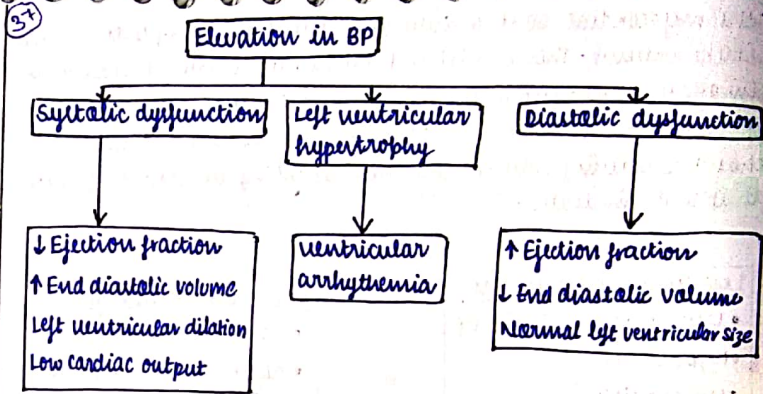 37
Elevation in BP
Systolic dysfunction
Left ventricular
hypertrophy
Diastolic dysfunction
↓ Ejection fraction
↑ End diastolic volume
Left ventricular dilation
Low cardiac output
ventricular
arrhythemia
↑ Ejection fraction
↓ End diastolic volume
Normal left ventricular size